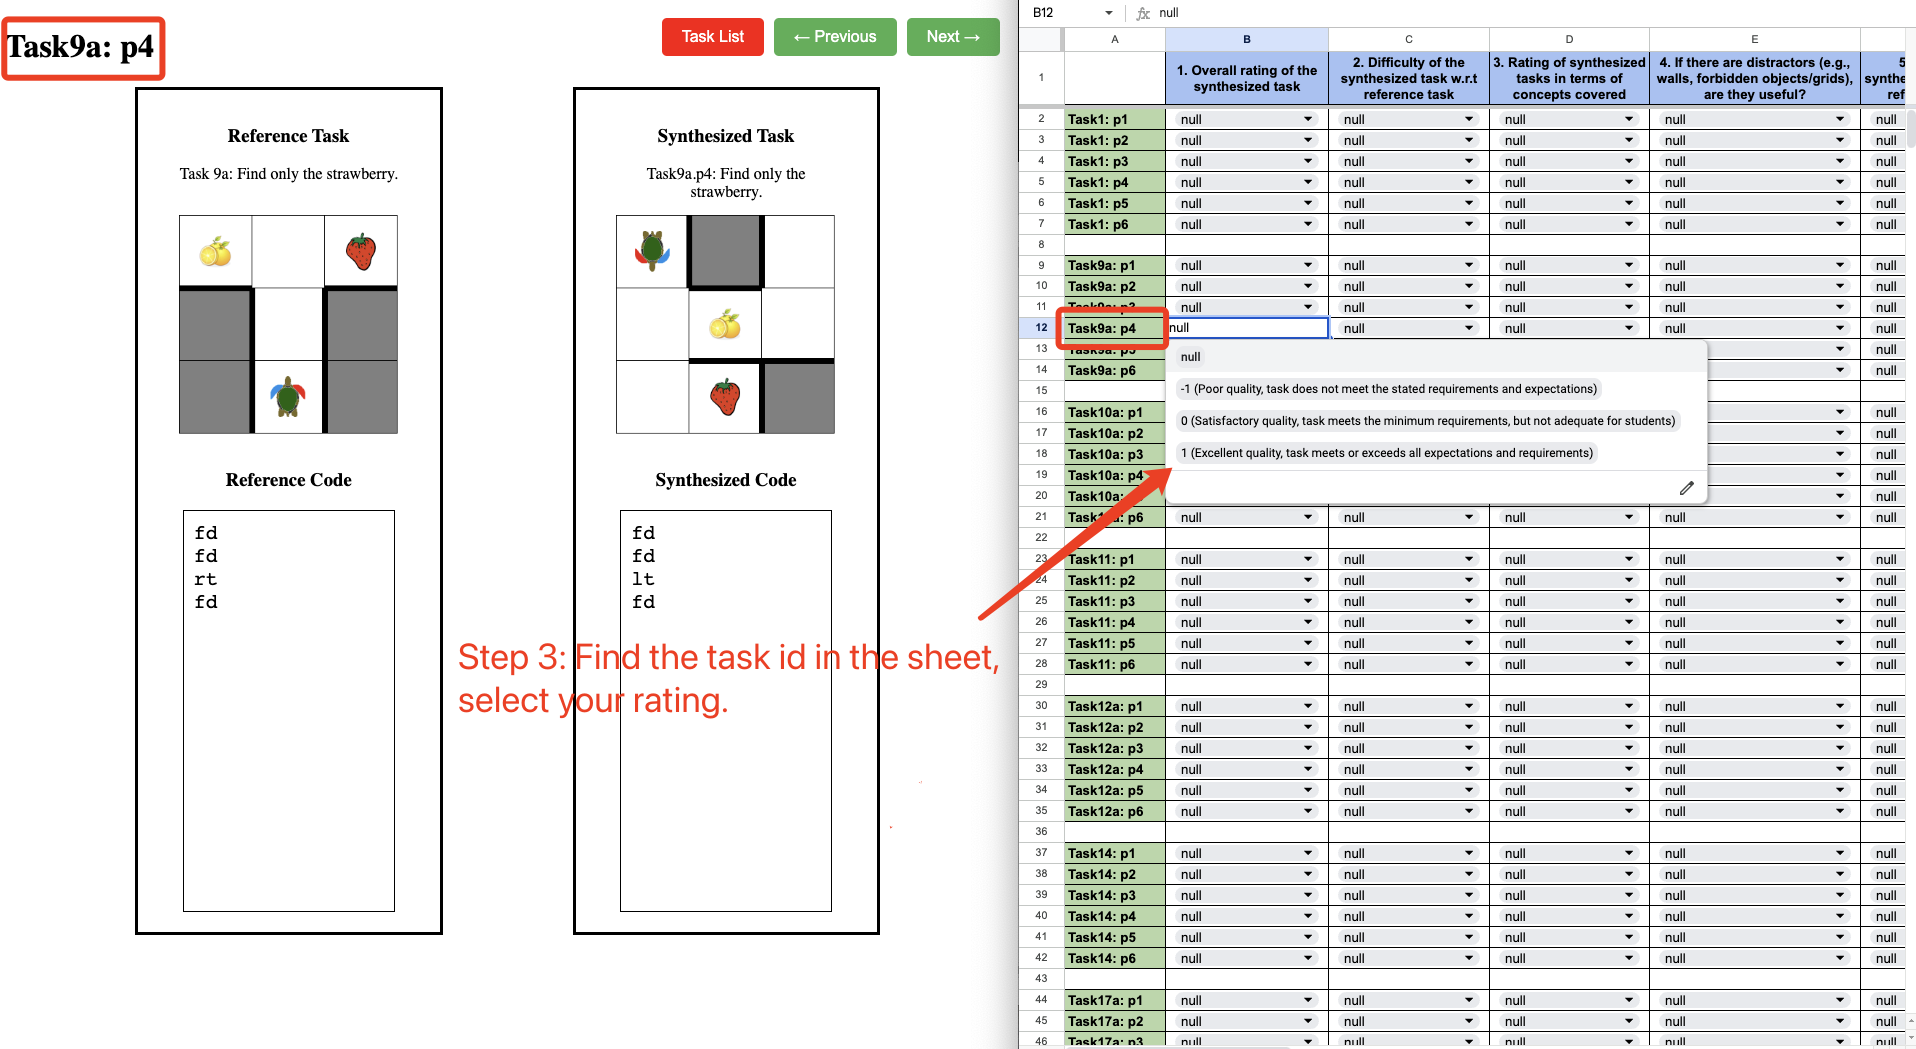 Task9a: p4
Task List
← Previous
Next →
Reference Task
Task 9a: Find only the strawberry.
Reference Code
fd
fd
rt
fd
Synthesized Task
Task9a.p4: Find only the
strawberry.
Synthesized Code
fd
fd
lt
fd
Step 3: Find the task id in the sheet,
select your rating.
B12
fx null
A B C D E
1 1. Overall rating of the synthesized task 2. Difficulty of the synthesized task w.r.t reference task 3. Rating of synthesized tasks in terms of concepts covered 4. If there are distractors (e.g., walls, forbidden objects/grids), are they useful? 5
2 Task1: p1 null null null null null
3 Task1: p2 null null null null null
4 Task1: p3 null null null null null
5 Task1: p4 null null null null null
6 Task1: p5 null null null null null
7 Task1: p6 null null null null null
8
9 Task9a: p1 null null null null null
10 Task9a: p2 null null null null null
11 Task9a: p3 null null null null null
12 Task9a: p4 null null null null null
13 Task9a: p5 null
14 Task9a: p6 null
15
16 Task10a: p1 null
17 Task10a: p2 null
18 Task10a: p3 null
19 Task10a: p4 null
20 Task10a: null
null
-1 (Poor quality, task does not meet the stated requirements and expectations)
0 (Satisfactory quality, task meets the minimum requirements, but not adequate for students)
1 (Excellent quality, task meets or exceeds all expectations and requirements)
21 p6 null null null null null
22
23 Task11: p1 null null null null null
24 Task11: p2 null null null null null
25 Task11: p3 null null null null null
26 Task11: p4 null null null null null
27 Task11: p5 null null null null null
28 Task11: p6 null null null null null
29
30 Task12a: p1 null null null null null
31 Task12a: p2 null null null null null
32 Task12a: p3 null null null null null
33 Task12a: p4 null null null null null
34 Task12a: p5 null null null null null
35 Task12a: p6 null null null null null
36
37 Task14: p1 null null null null null
38 Task14: p2 null null null null null
39 Task14: p3 null null null null null
40 Task14: p4 null null null null null
41 Task14: p5 null null null null null
42 Task14: p6 null null null null null
43
44 Task17a: p1 null null null null null
45 Task17a: p2 null null null null null
46 Task17a: p3 null null null null null